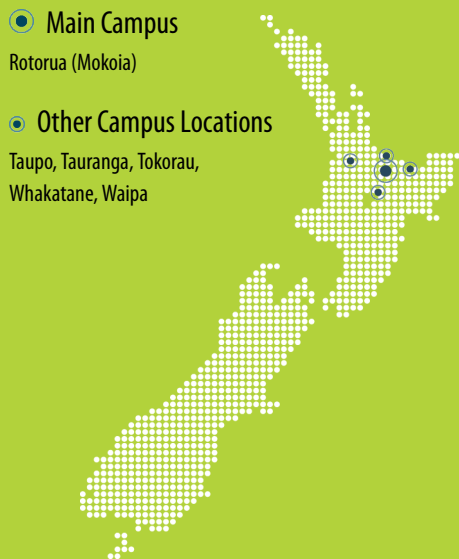 Main Campus
Rotorua (Mokoia)
Other Campus Locations
Taupo, Tauranga, Tokorau,
Whakatane, Waipa